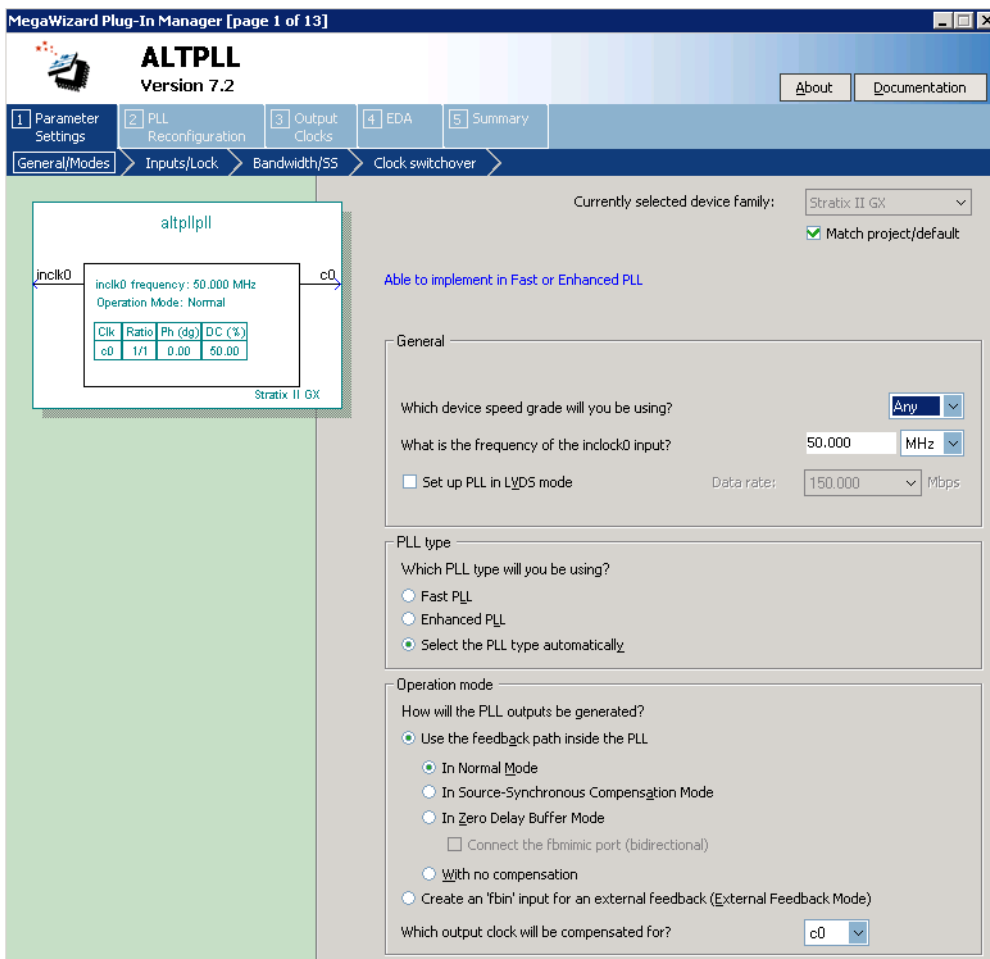 MegaWizard Plug-In Manager [page 1 of 13]
ALTPLL
Version 7.2
About
Documentation
1 Parameter Settings
2 PLL Reconfiguration
3 Output Clocks
4 EDA
5 Summary
General/Modes
Inputs/Lock
Bandwidth/SS
Clock switchover
altpllpll
inclk0
c0
inclk0 frequency: 50.000 MHz
Operation Mode: Normal
Clk Ratio Ph (dg) DC (%)
c0 1/1 0.00 50.00
Stratix II GX
Currently selected device family:
Stratix II GX
Match project/default
Able to implement in Fast or Enhanced PLL
General
Which device speed grade will you be using?
Any
What is the frequency of the inclock0 input?
50.000
MHz
Set up PLL in LVDS mode
Data rate:
150.000
Mbps
PLL type
Which PLL type will you be using?
Fast PLL
Enhanced PLL
Select the PLL type automatically
Operation mode
How will the PLL outputs be generated?
Use the feedback path inside the PLL
In Normal Mode
In Source-Synchronous Compensation Mode
In Zero Delay Buffer Mode
Connect the fbmimic port (bidirectional)
With no compensation
Create an 'fbin' input for an external feedback (External Feedback Mode)
Which output clock will be compensated for?
c0